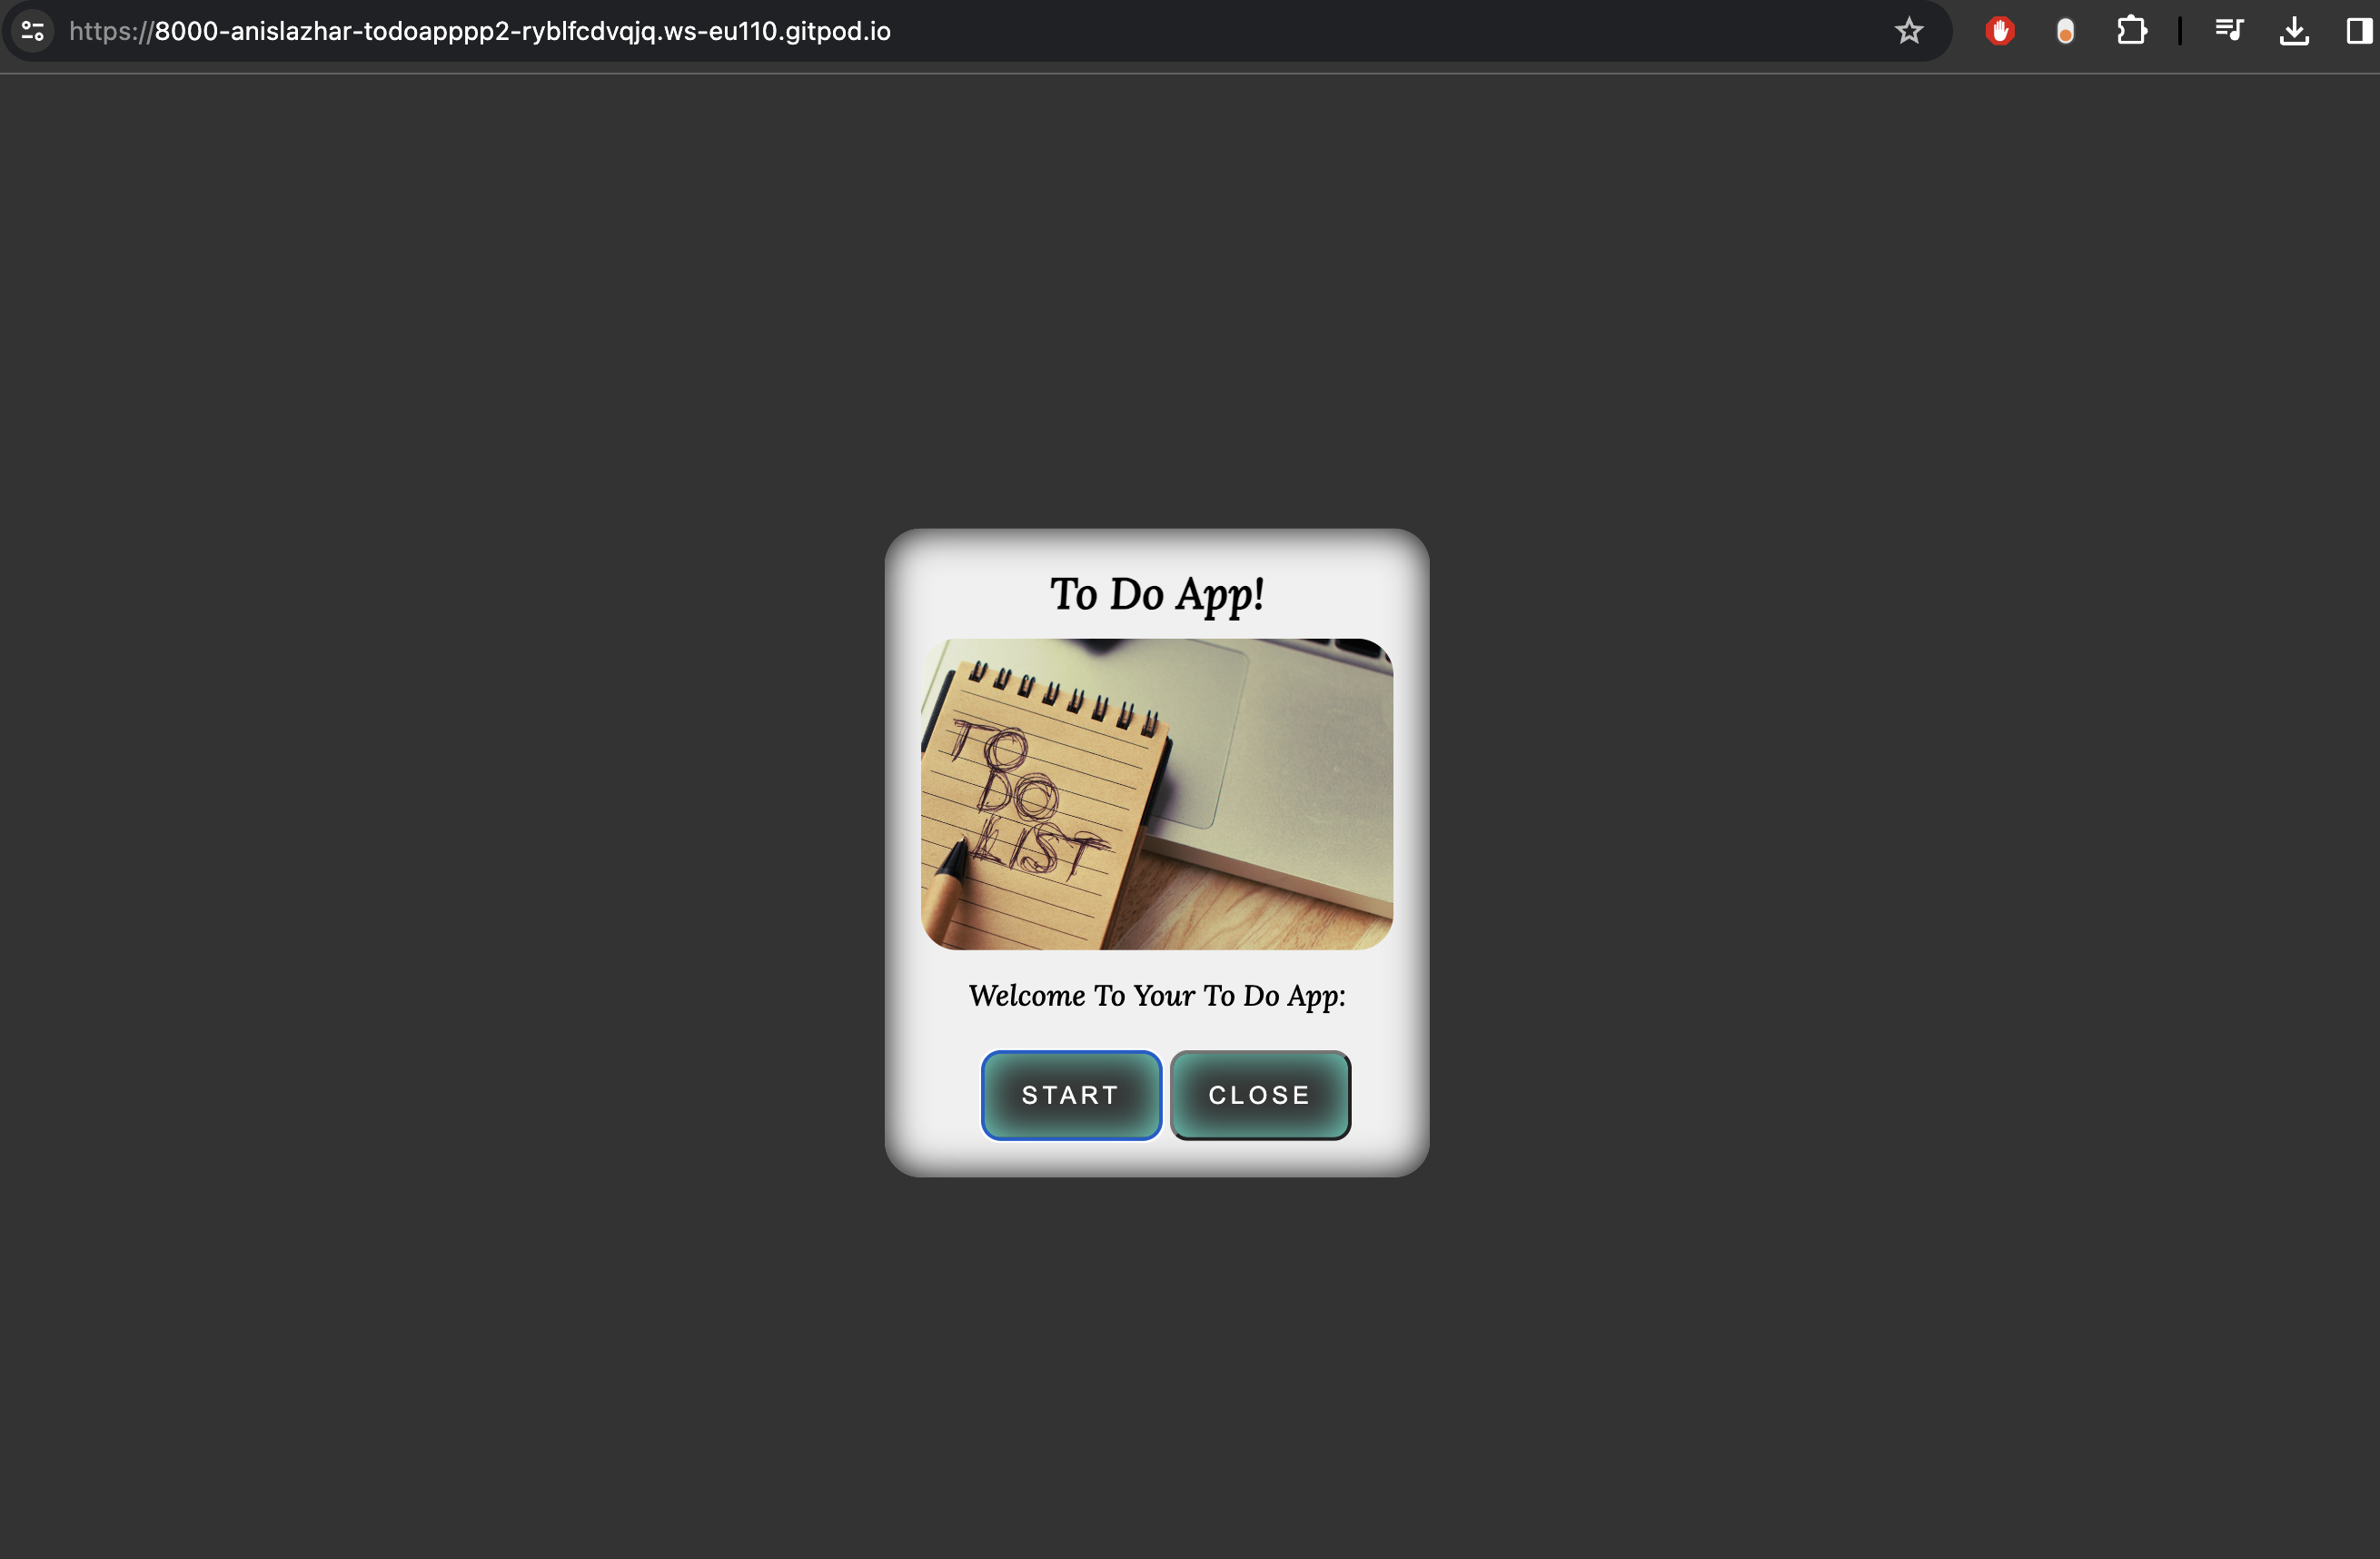 https://8000-anislazhar-todoapppp2-ryblfcdvqjq.ws-eu110.gitpod.io
To Do App!
TO
DO
LIST
Welcome To Your To Do App:
START CLOSE